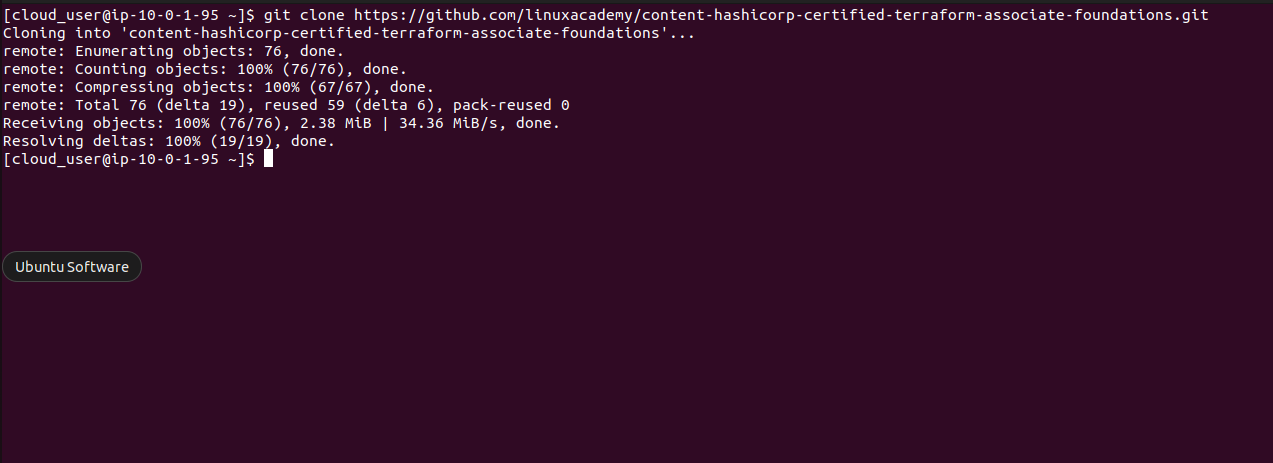 [cloud_user@ip-10-0-1-95 ~]$ git clone https://github.com/linuxacademy/content-hashicorp-certified-terraform-associate-foundations.git
Cloning into 'content-hashicorp-certified-terraform-associate-foundations'...
remote: Enumerating objects: 76, done.
remote: Counting objects: 100% (76/76), done.
remote: Compressing objects: 100% (67/67), done.
remote: Total 76 (delta 19), reused 59 (delta 6), pack-reused 0
Receiving objects: 100% (76/76), 2.38 MiB | 34.36 MiB/s, done.
Resolving deltas: 100% (19/19), done.
[cloud_user@ip-10-0-1-95 ~]$
Ubuntu Software